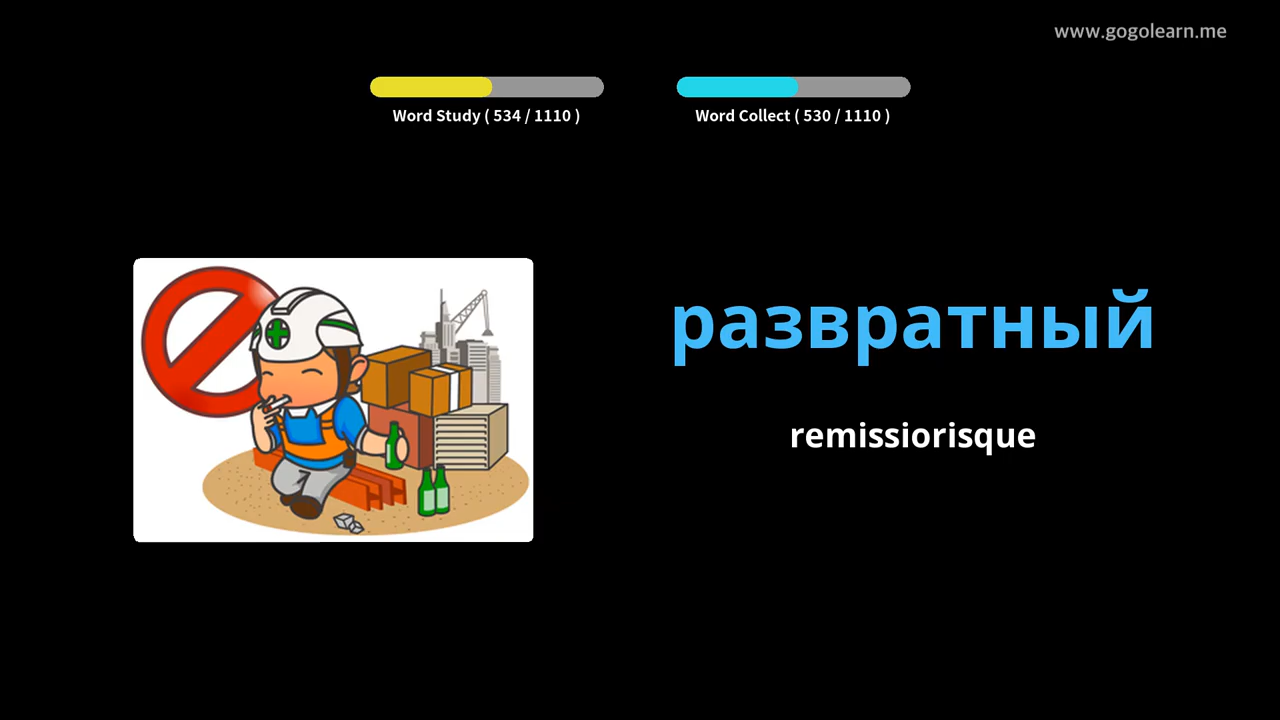 www.gogolearn.me
Word Study ( 534 / 1110 )
Word Collect ( 530 / 1110 )
развратный
remissiorisque